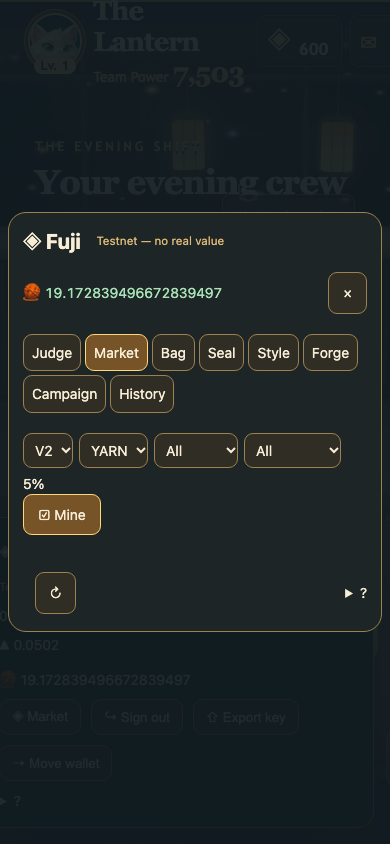 The
Lantern
Lv. 1
600
Team Power 7,503
THE EVENING SHIFT
Your evening crew
Fuji
Testnet — no real value
19.172839496672839497
×
Judge
Market
Bag
Seal
Style
Forge
Campaign
History
V2
YARN
All
All
5%
Mine
↻
▶ ?
▲ 0.0502
19.172839496672839497
Market
↪ Sign out
⇧ Export key
→ Move wallet
▶ ?